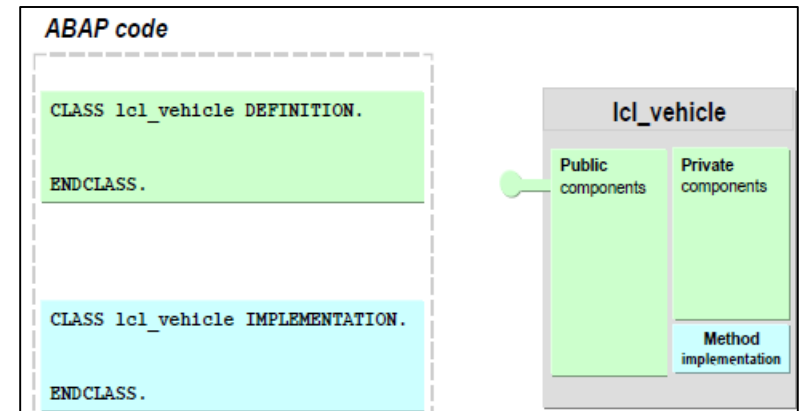 ABAP code
CLASS lcl_vehicle DEFINITION.
ENDCLASS.
CLASS lcl_vehicle IMPLEMENTATION.
ENDCLASS.
lcl_vehicle
Public
components
Private
components
Method
implementation